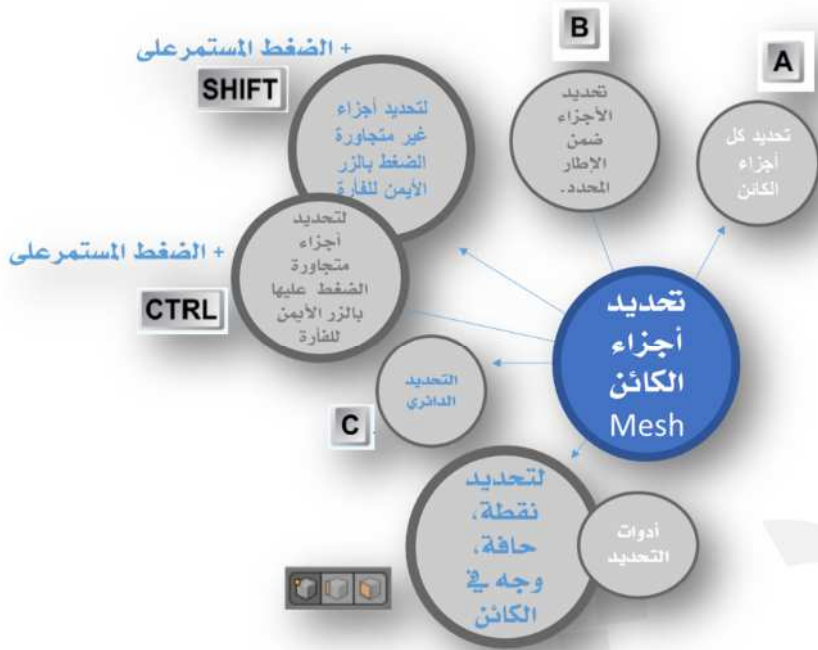 تحديد
أجزاء
الكائن
Mesh
A
تحديد كل
أجزاء
الكائن
B
تحديد
الأجزاء
ضمن
الإطار
المحدد.
+ الضغط المستمر على
SHIFT
لتحديد أجزاء
غير متجاورة
الضغط بالزر
الأيمن للفأرة
+ الضغط المستمر على
CTRL
لتحديد
أجزاء
متجاورة
الضغط عليها
بالزر الأيمن
للفأرة
التحديد
الدائري
C
لتحديد
نقطة،
حافة،
وجه في
الكائن
أدوات
التحديد